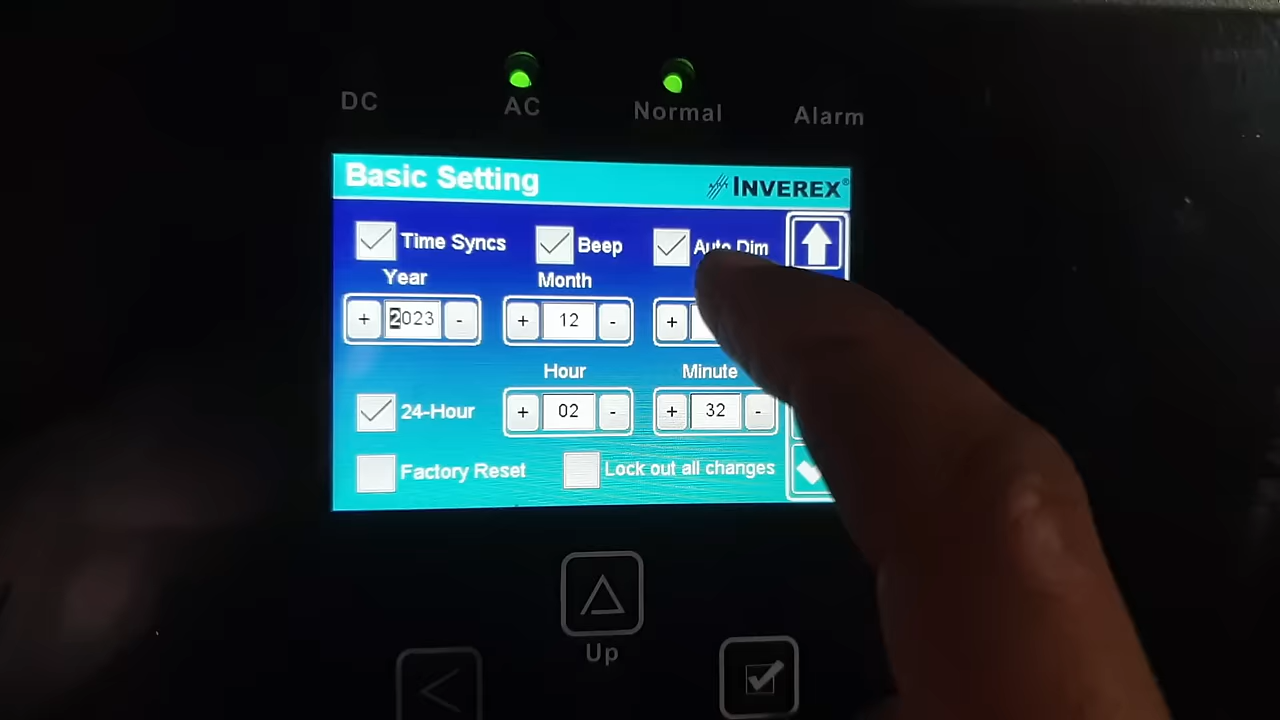 DC AC Normal Alarm
Basic Setting INVEREX®
Time Syncs Beep Auto Dim
Year Month
+ 2023 - + 12 - +
Hour Minute
24-Hour + 02 - + 32 -
Factory Reset Lock out all changes
Up